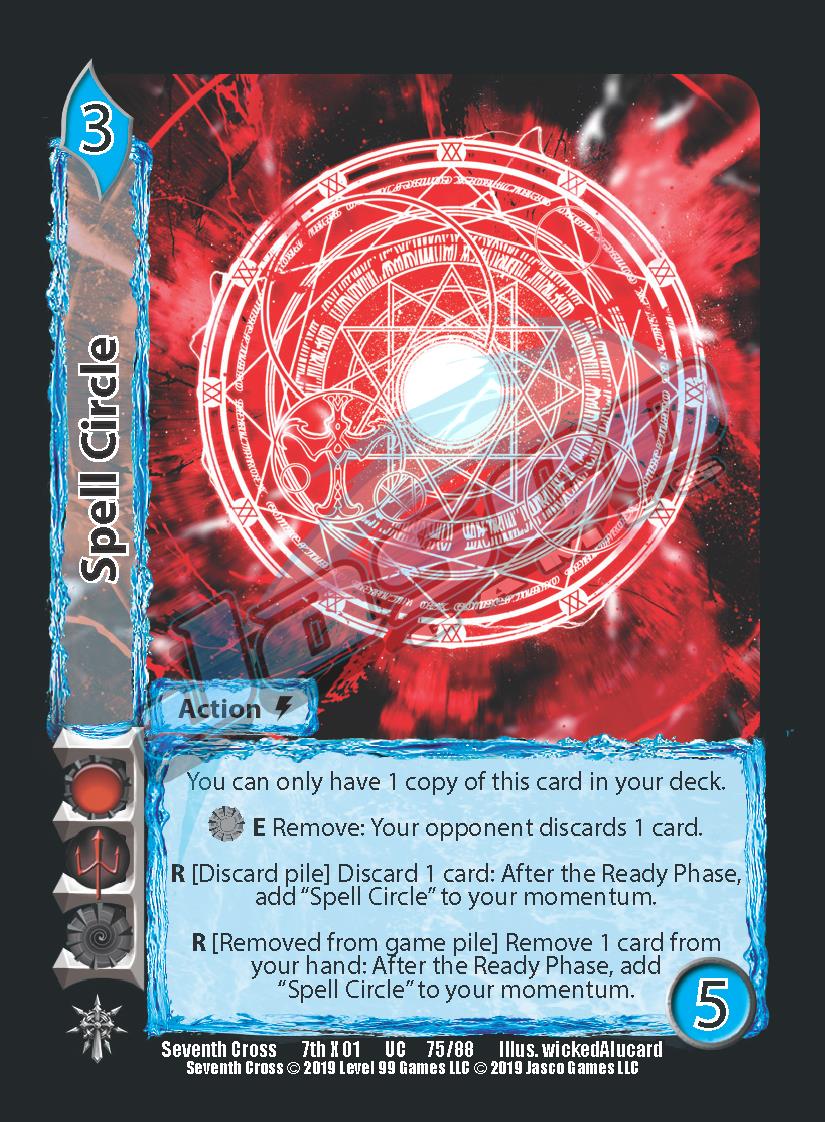 3
Spell Circle
Action
You can only have 1 copy of this card in your deck.
E Remove: Your opponent discards 1 card.
R [Discard pile] Discard 1 card: After the Ready Phase,
add “Spell Circle” to your momentum.
R [Removed from game pile] Remove 1 card from
your hand: After the Ready Phase, add
“Spell Circle” to your momentum.
5
Seventh Cross 7th X 01 UC 75/88 Illus. wickedAlucard
Seventh Cross © 2019 Level 99 Games LLC © 2019 Jasco Games LLC